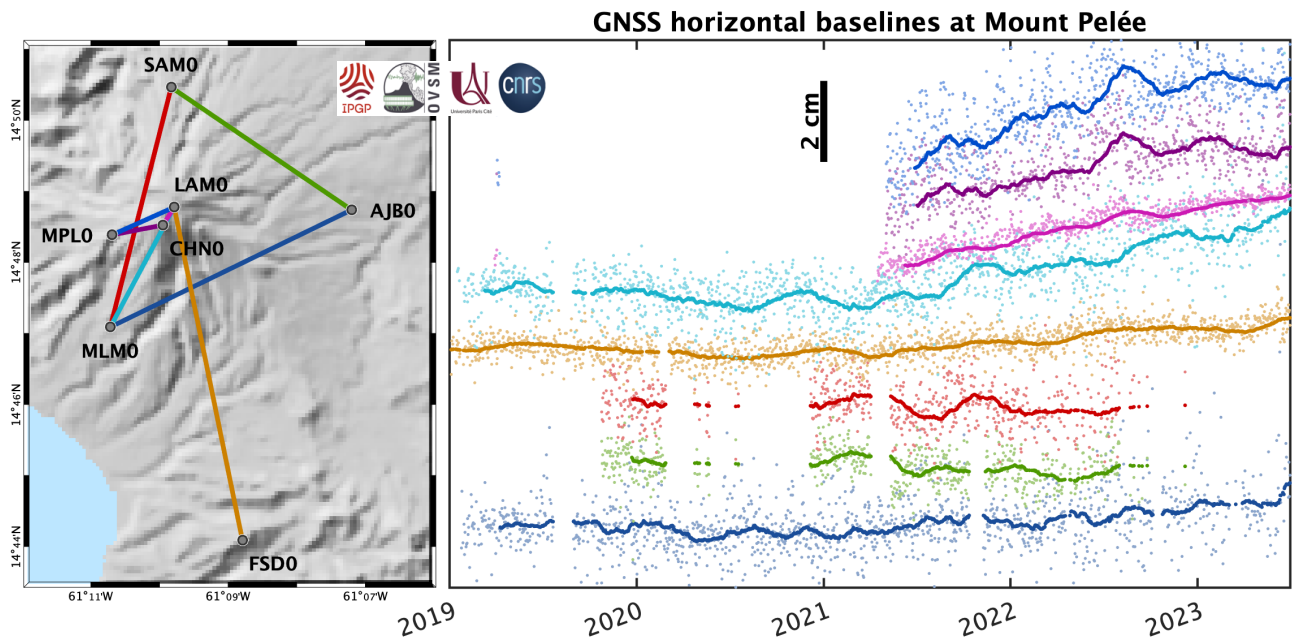 GNSS horizontal baselines at Mount Pelée
SAM0
IPGP
OVSM
Université Paris Cité
cnrs
2 cm
14°50'N
LAM0
AJB0
MPL0
CHN0
14°48'N
MLM0
14°46'N
14°44'N
FSD0
61°11'W
61°09'W
61°07'W
2019
2020
2021
2022
2023